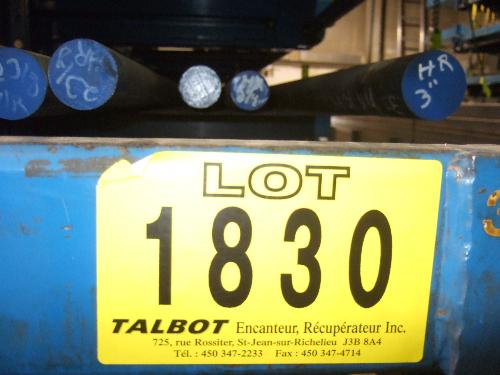 HR
3"
LOT
1830
TALBOT Encanteur, Récupérateur Inc.
725, rue Rossiter, St-Jean-sur-Richelieu J3B 8A4
Tél. : 450 347-2233 Fax : 450 347-4714